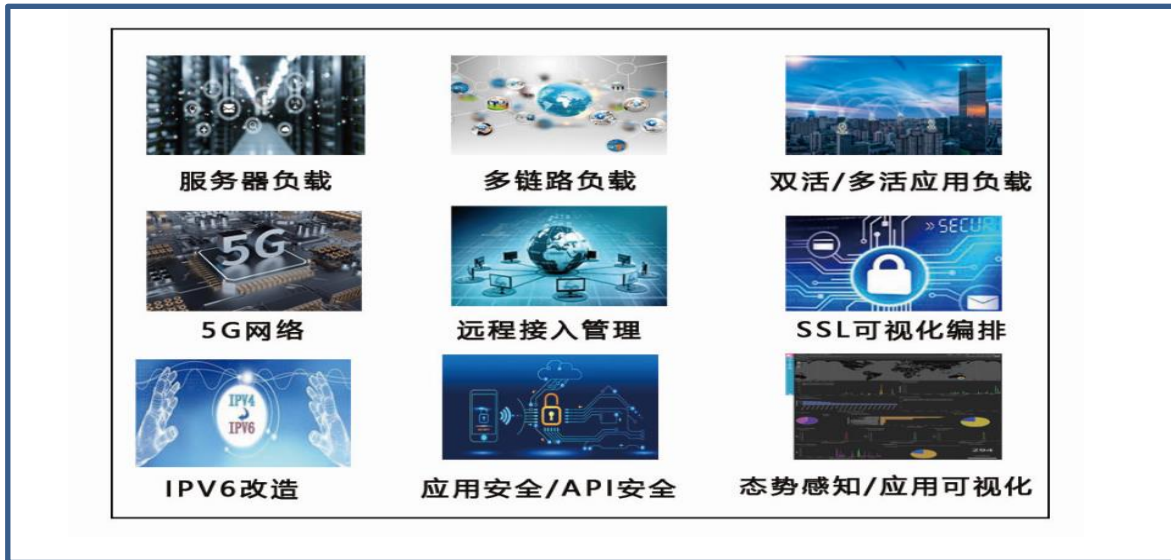 服务器负载
多链路负载
双活/多活应用负载
5G
»SECURI
5G网络
远程接入管理
SSL可视化编排
IPV4
IPV6
IPV6改造
应用安全/API安全
态势感知/应用可视化